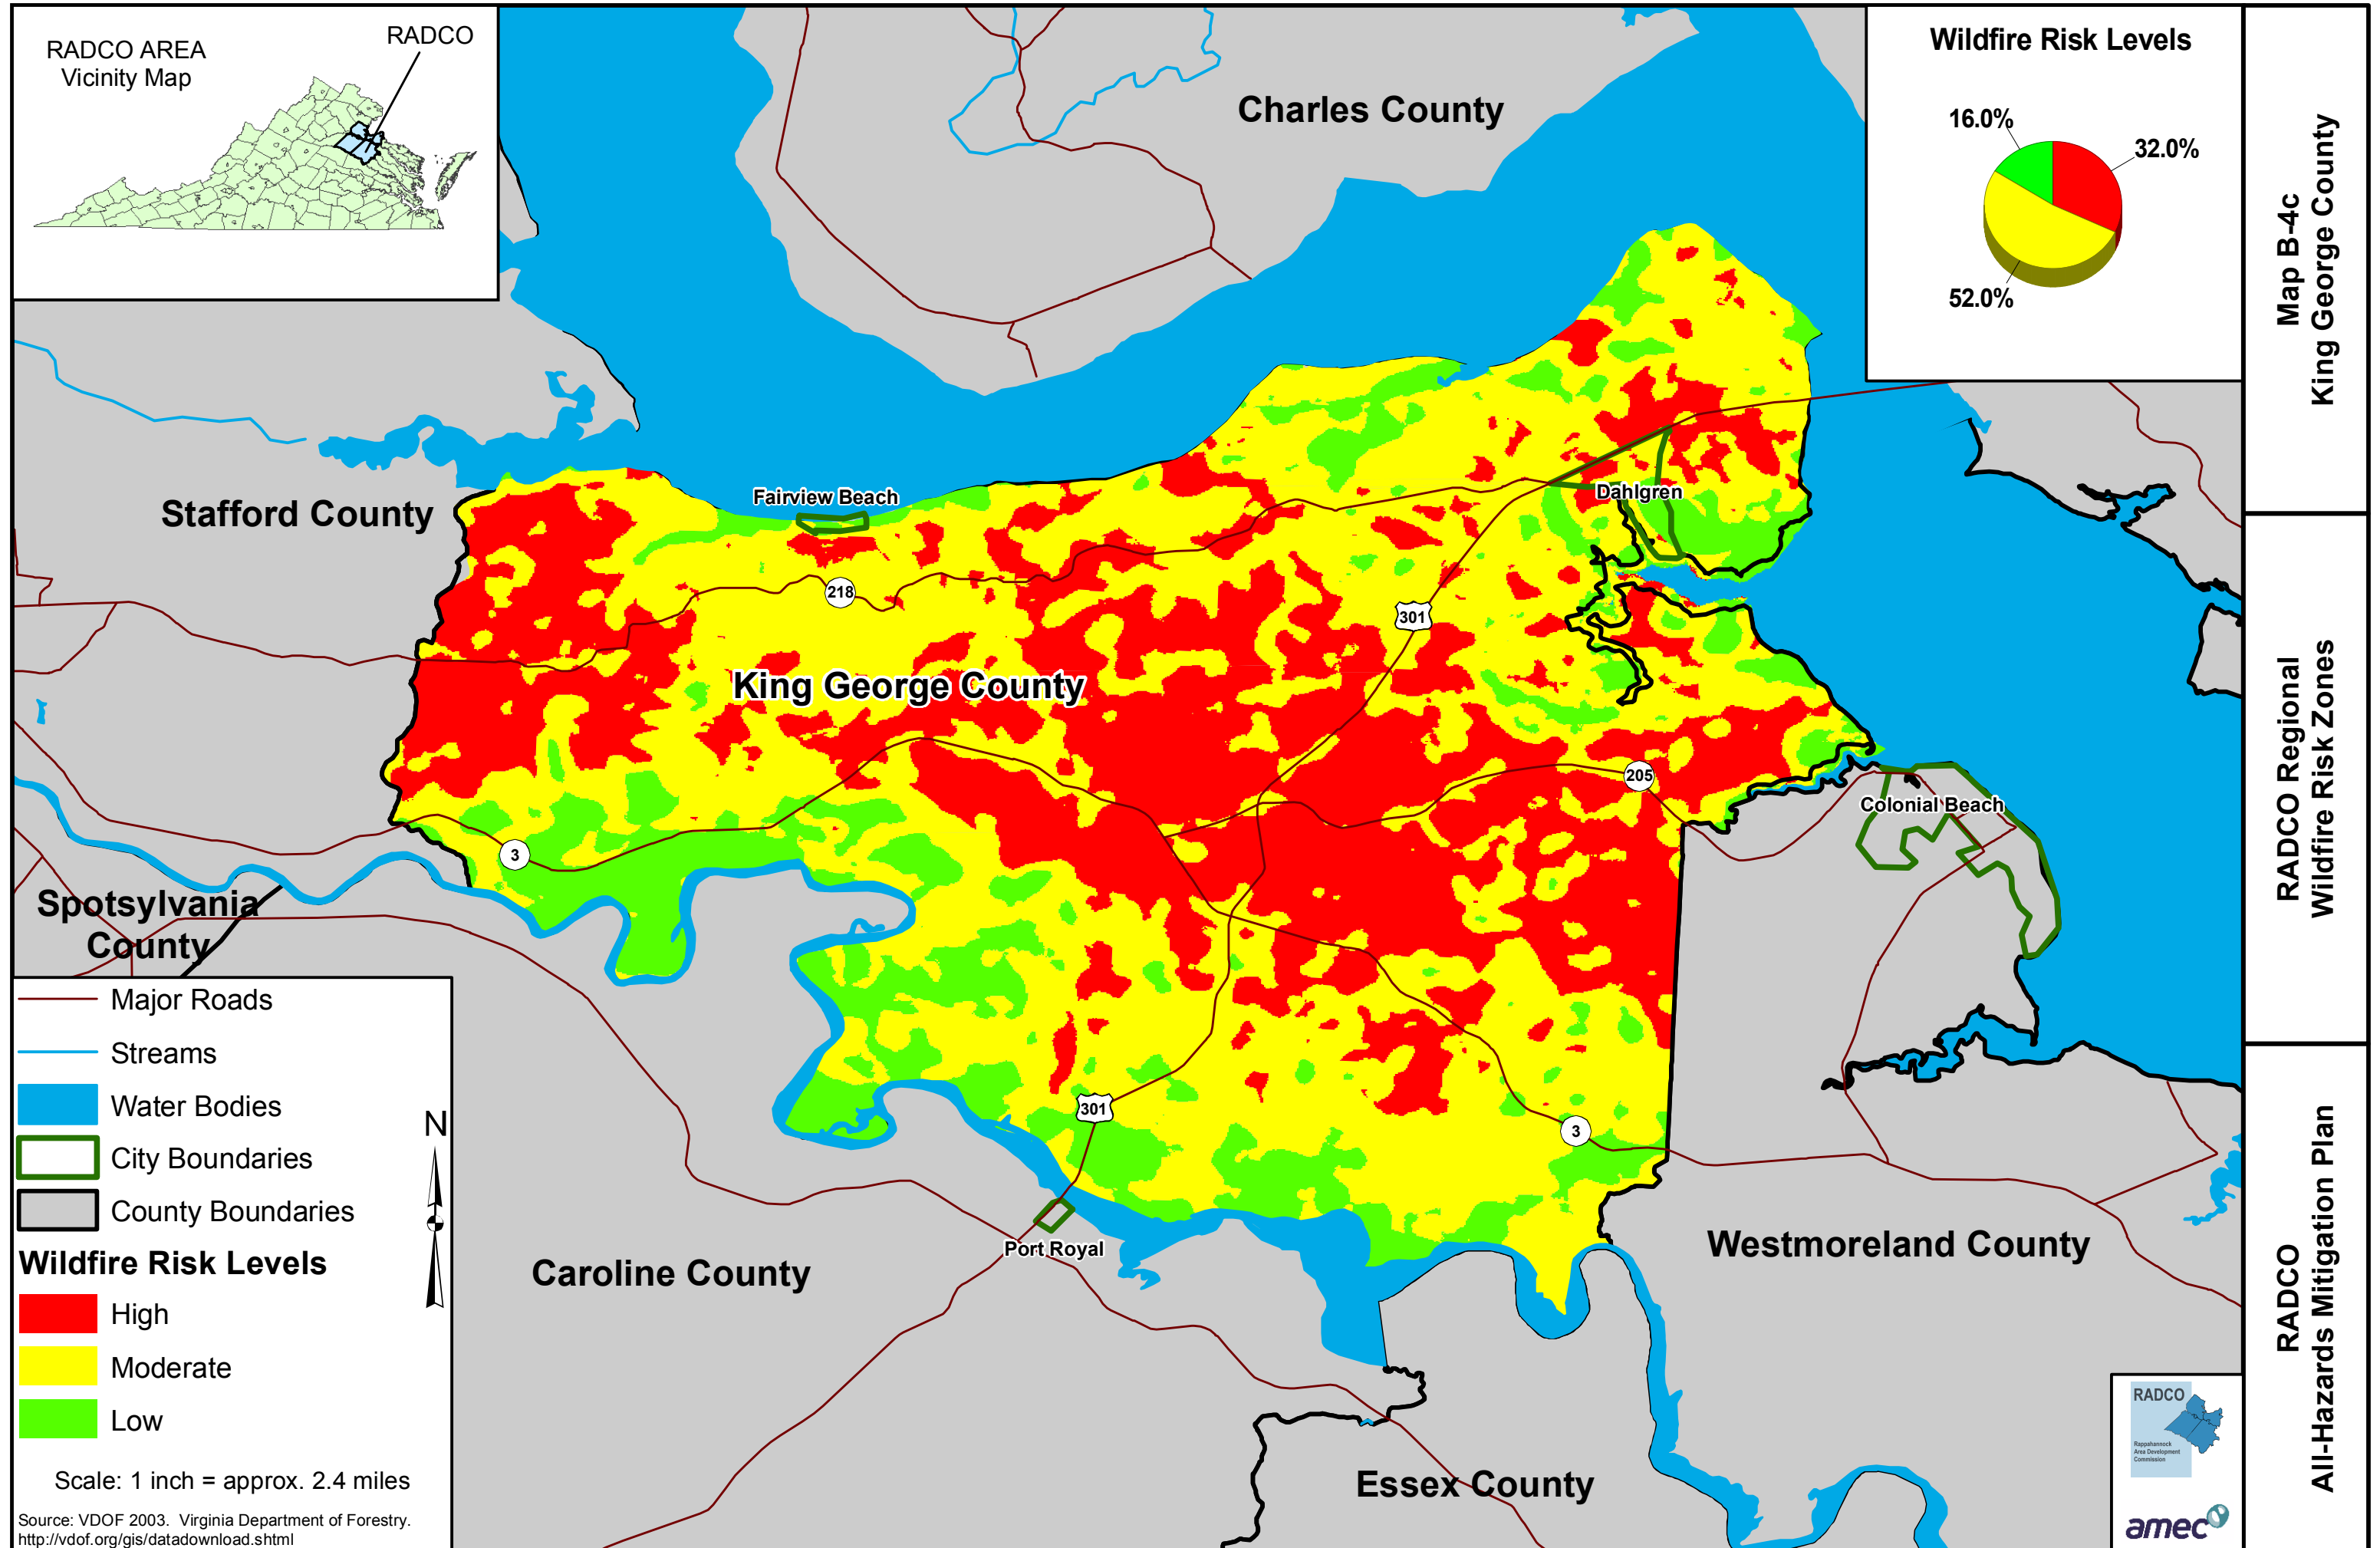 RADCO AREA
Vicinity Map
RADCO
Wildfire Risk Levels
16.0%
32.0%
52.0%
Charles County
Stafford County
Fairview Beach
Dahlgren
218
301
King George County
205
Colonial Beach
3
Spotsylvania
County
301
3
Port Royal
Caroline County
Westmoreland County
Essex County
Major Roads
Streams
Water Bodies
City Boundaries
County Boundaries
N
Wildfire Risk Levels
High
Moderate
Low
Scale: 1 inch = approx. 2.4 miles
Source: VDOF 2003. Virginia Department of Forestry.
http://vdof.org/gis/datadownload.shtml
RADCO
Rappahannock
Area Development
Commission
amec
Map B-4c
King George County
RADCO Regional
Wildfire Risk Zones
RADCO
All-Hazards Mitigation Plan